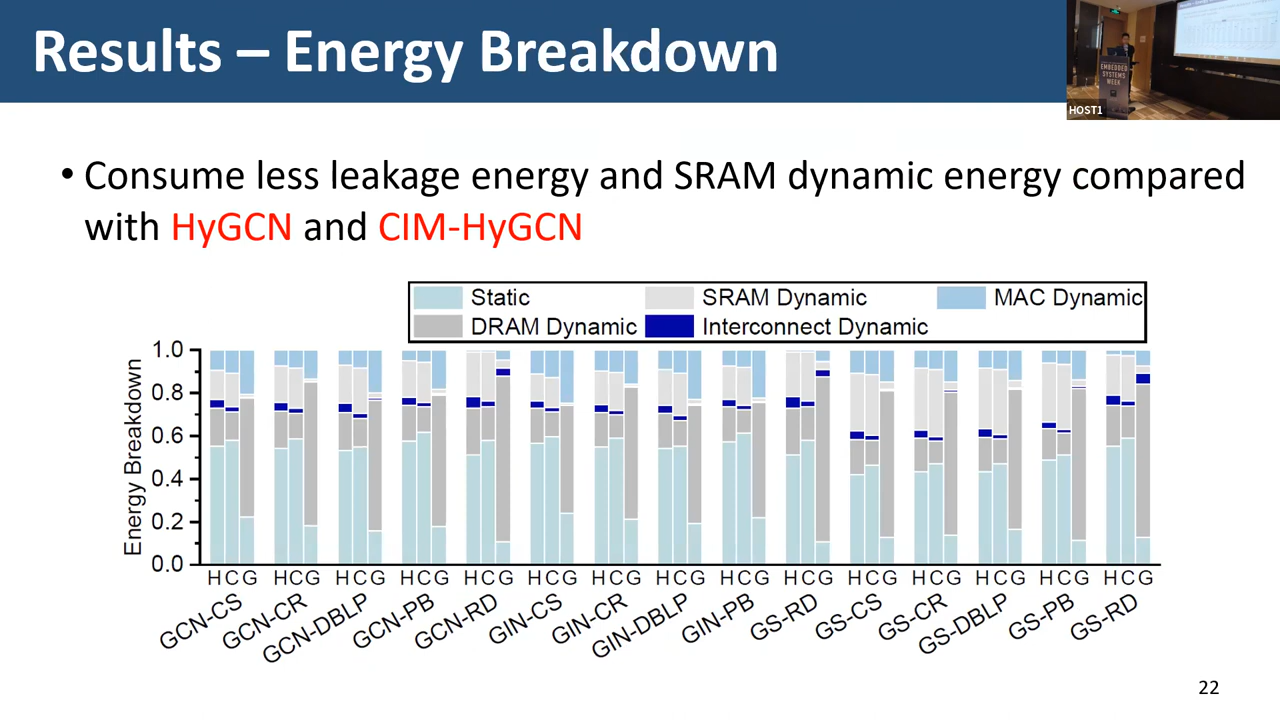 Results – Energy Breakdown
EMBEDDED
SYSTEMS
WEEK
HOST1
• Consume less leakage energy and SRAM dynamic energy compared
with HyGCN and CIM-HyGCN
Static
SRAM Dynamic
MAC Dynamic
DRAM Dynamic
Interconnect Dynamic
Energy Breakdown
1.0
0.8
0.6
0.4
0.2
0.0
HCG HCG HCG HCG HCG HCG HCG HCG HCG HCG HCG HCG HCG HCG HCG
GCN-CS GCN-CR GCN-DBLP GCN-PB GCN-RD GIN-CS GIN-CR GIN-DBLP GIN-PB GS-RD GS-CS GS-CR GS-DBLP GS-PB GS-RD
22